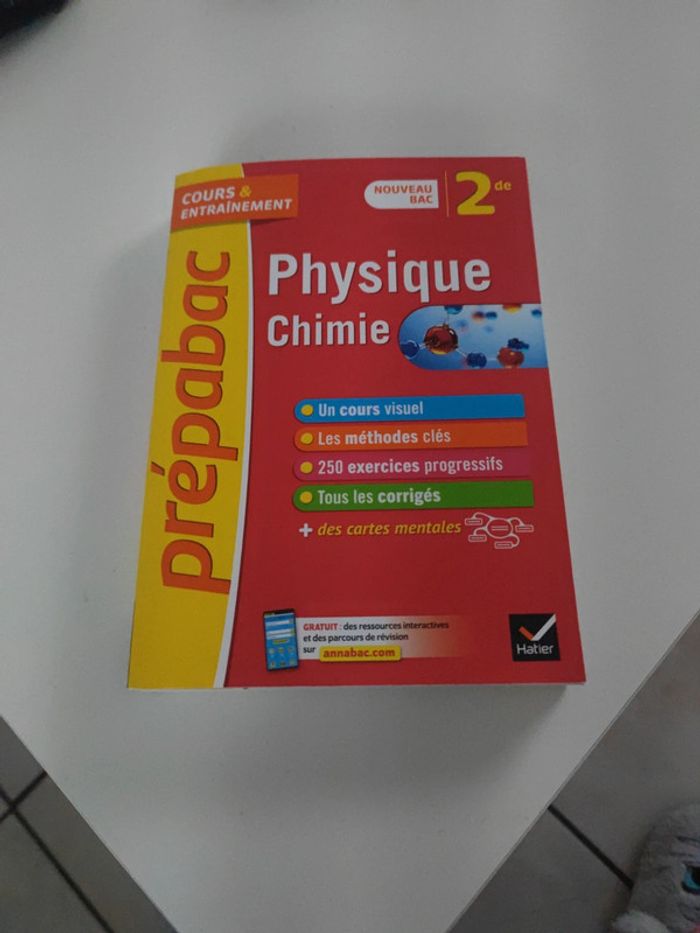 COURS &
ENTRAÎNEMENT
NOUVEAU
BAC
2de
prépabac
Physique
Chimie
Un cours visuel
Les méthodes clés
250 exercices progressifs
Tous les corrigés
+ des cartes mentales
GRATUIT : des ressources interactives
et des parcours de révision
sur annabac.com
Hatier